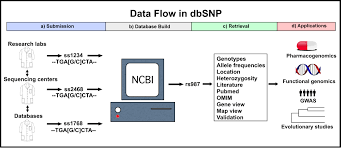 Data Flow in dbSNP
a) Submission
b) Database Build
c) Retrieval
d) Applications
Research labs
ss1234
--TGA[G/C]CTA--
Sequencing centers
ss2468
--TGA[G/C]CTA--
Databases
ss1768
--TGA[G/C]CTA--
NCBI
rs987
Genotypes
Allele frequencies
Location
Heterozygosity
Literature
Pubmed
OMIM
Gene view
Map view
Validation
Pharmacogenomics
Functional genomics
GWAS
Evolutionary studies